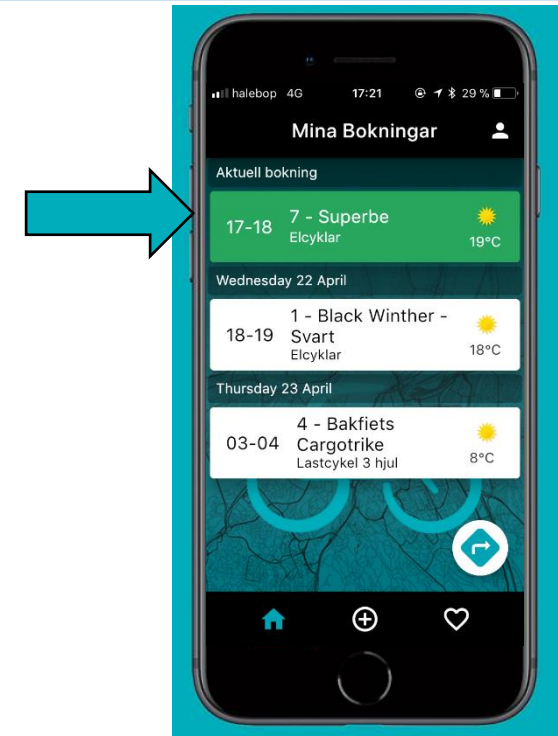 halebop 4G 17:21 29 %
Mina Bokningar
Aktuell bokning
17-18 7 - Superbe
Elcyklar 19°C
Wednesday 22 April
1 - Black Winther -
18-19 Svart
Elcyklar 18°C
Thursday 23 April
4 - Bakfiets
03-04 Cargotrike
Lastcykel 3 hjul 8°C